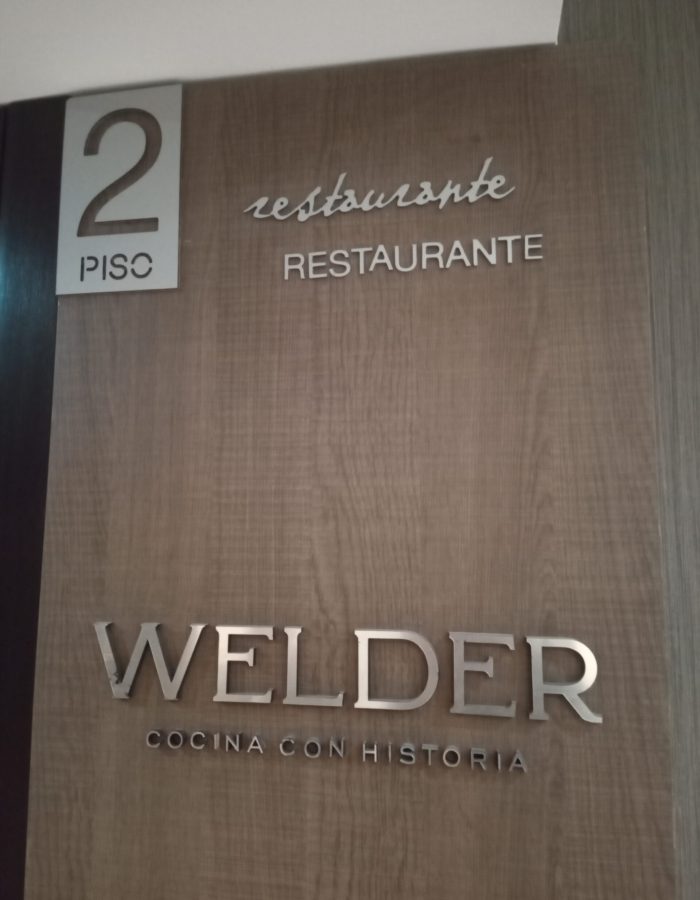 2
PISO
restaurante
RESTAURANTE
WELDER
COCINA CON HISTORIA